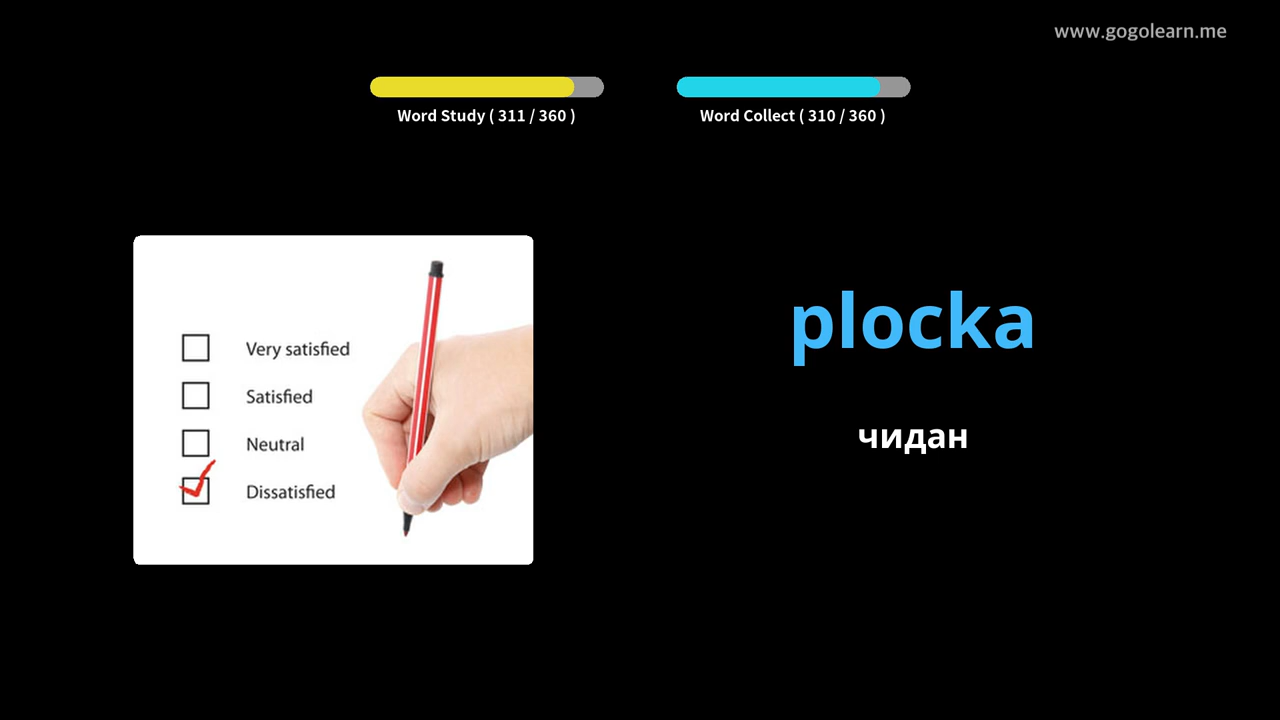 www.gogolearn.me
Word Study ( 311 / 360 )
Word Collect ( 310 / 360 )
Very satisfied
Satisfied
Neutral
Dissatisfied
plocka
чидан